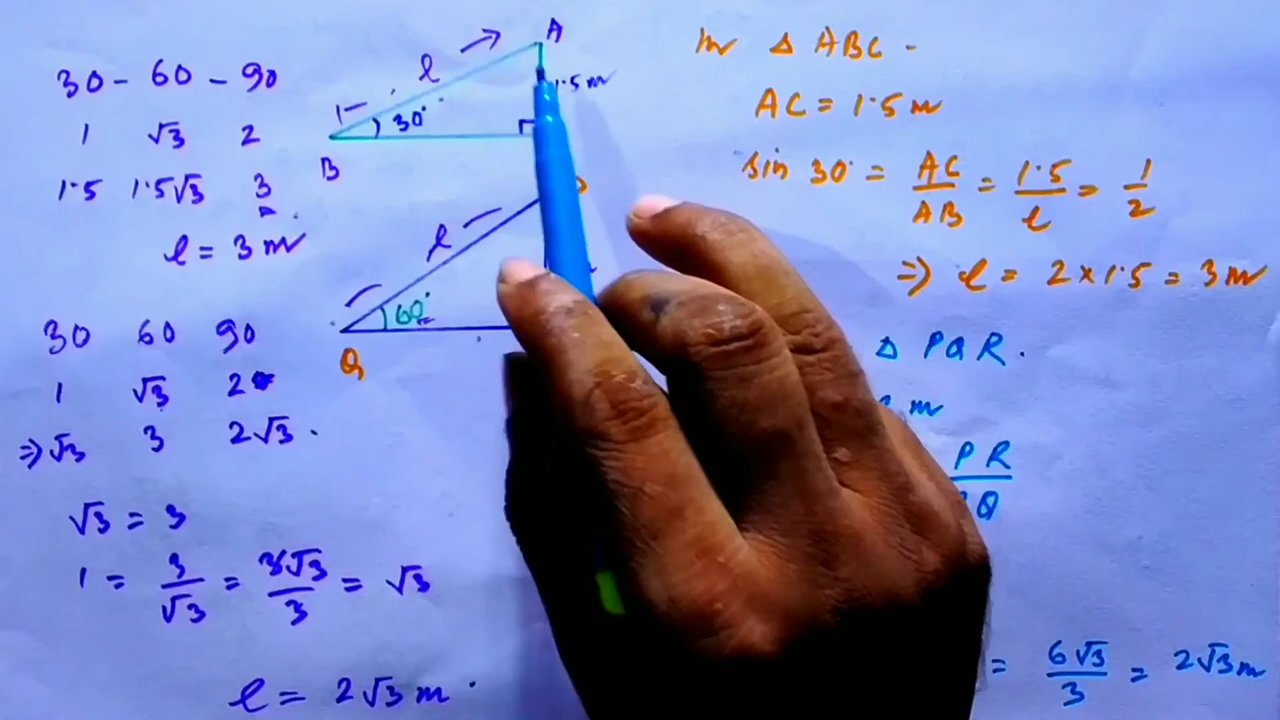 30 - 60 - 90
1 √3 2
1.5 1.5√3 3
l = 3 m
30 60 90
1 √3 2
⇒ √3 3 2√3.
√3 = 3
1 = 3/√3 = 3√3/3 = √3
l = 2√3 m.
A
l
1.5 m
30°
B
l
60°
Q
In Δ ABC -
AC = 1.5 m
sin 30° = AC/AB = 1.5/l = 1/2
⇒ l = 2 × 1.5 = 3 m
Δ PQR.
m
PR
Q
= 6√3/3 = 2√3 m